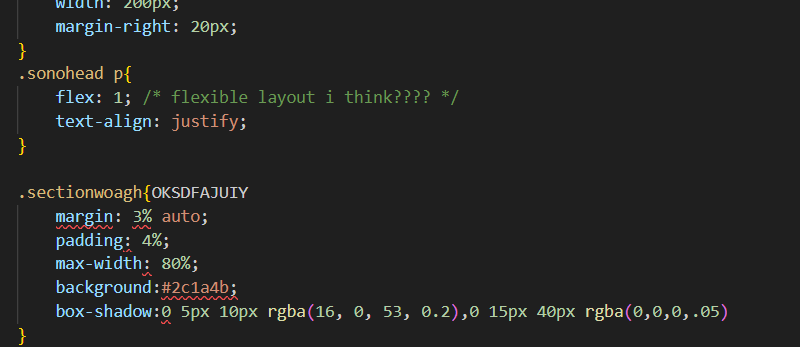 width: 200px;
margin-right: 20px;
}
.sonohead p{
flex: 1; /* flexible layout i think???? */
text-align: justify;
}
.sectionwoagh{OKSDFAJUIY
margin: 3% auto;
padding: 4%;
max-width: 80%;
background:#2c1a4b;
box-shadow:0 5px 10px rgba(16, 0, 53, 0.2),0 15px 40px rgba(0,0,0,.05)
}